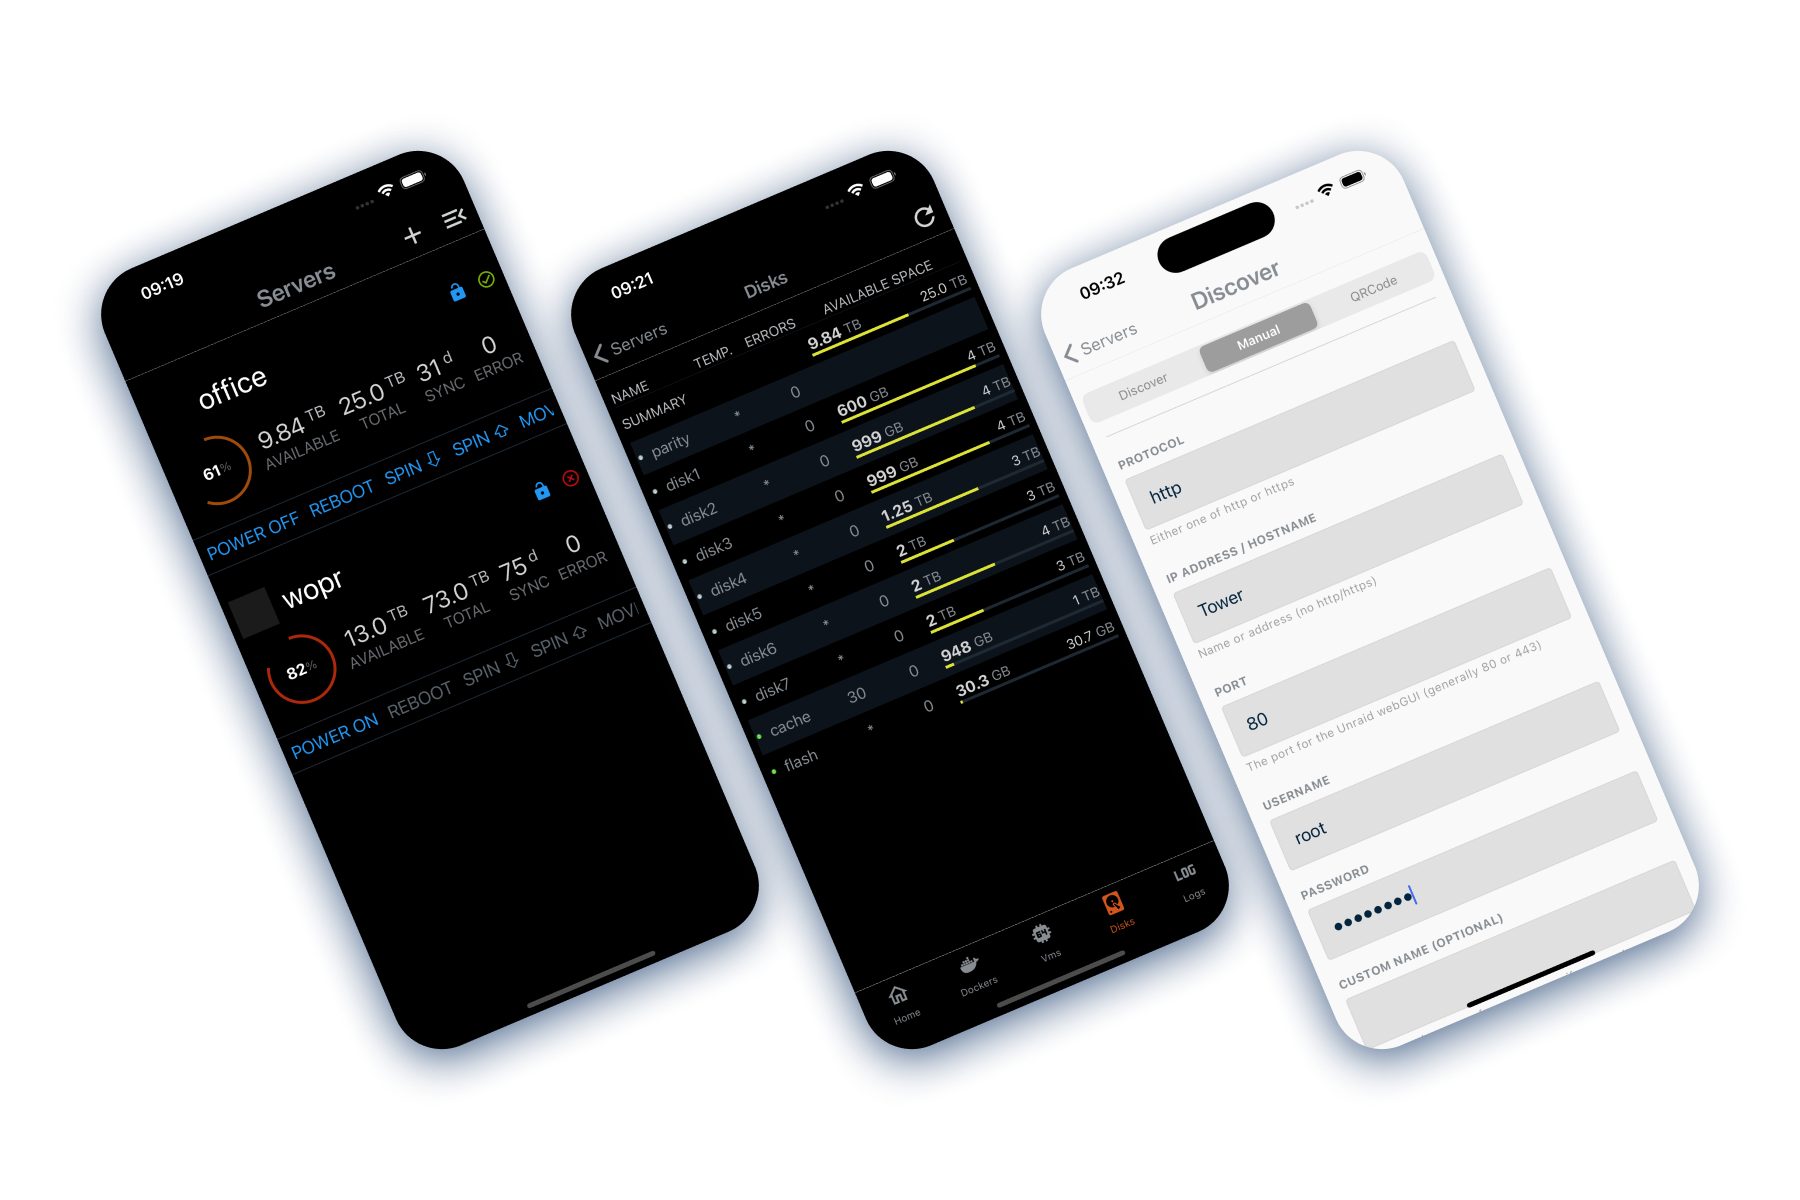 09:19
Servers
office
9.84 TB 25.0 TB 31 d 0
AVAILABLE TOTAL SYNC ERROR
61%
POWER OFF REBOOT SPIN SPIN MOV
wopr
13.0 TB 73.0 TB 75 d 0
AVAILABLE TOTAL SYNC ERROR
82%
POWER ON REBOOT SPIN SPIN MOV
09:21
Servers Disks
NAME TEMP. ERRORS AVAILABLE SPACE
SUMMARY 9.84 TB 25.0 TB
parity * 0
disk1 * 0 600 GB 4 TB
disk2 * 0 999 GB 4 TB
disk3 * 0 999 GB 4 TB
disk4 * 0 1.25 TB 3 TB
disk5 * 0 2 TB 3 TB
disk6 * 0 2 TB 4 TB
disk7 * 0 2 TB 3 TB
cache 30 0 948 GB 1 TB
flash * 0 30.3 GB 30.7 GB
Home Dockers Vms Disks Logs
LOG
64
09:32
Servers Discover
Discover Manual QRCode
PROTOCOL
http
Either one of http or https
IP ADDRESS / HOSTNAME
Tower
Name or address (no http/https)
PORT
80
The port for the Unraid webGUI (generally 80 or 443)
USERNAME
root
PASSWORD
••••••••
CUSTOM NAME (OPTIONAL)